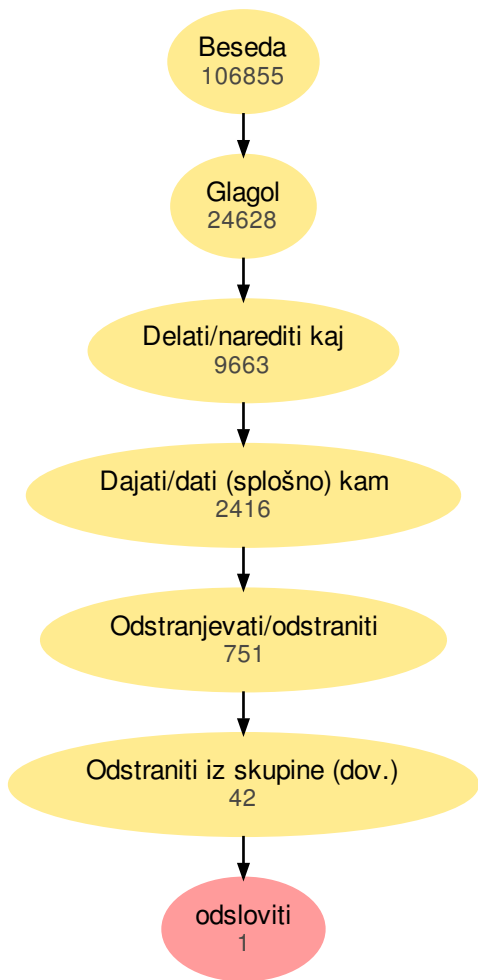 Beseda
106855
Glagol
24628
Delati/narediti kaj
9663
Dajati/dati (splošno) kam
2416
Odstranjevati/odstraniti
751
Odstraniti iz skupine (dov.)
42
odsloviti
1